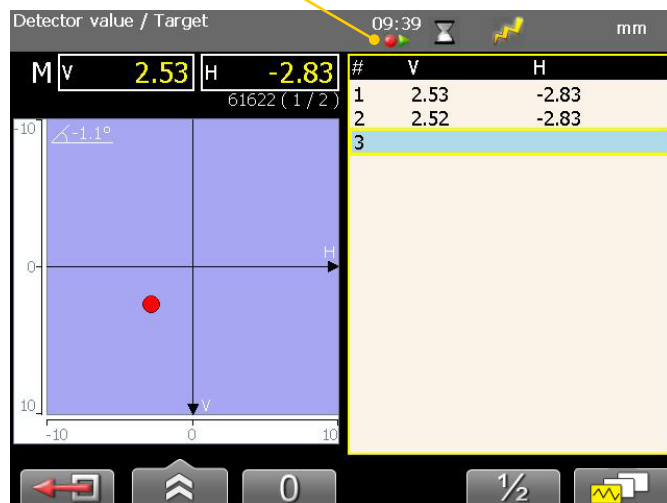 Detector value / Target
09:39
mm
M V 2.53 H -2.83
61622 ( 1 / 2 )
# V H
1 2.53 -2.83
2 2.52 -2.83
3
-10
-1.1°
H
0
10
V
-10 0 10
0
½